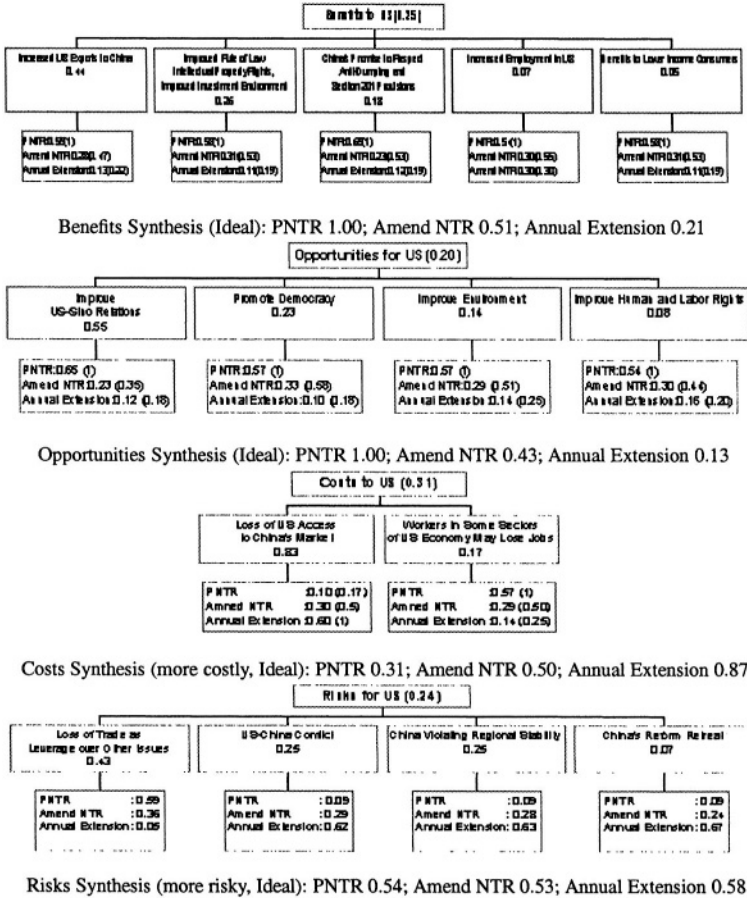 Benefits to US (0.25)
Increased US Exports to China
0.44
Improved Rule of Law
Intellectual Property Rights,
Improved Investment Environment
0.26
China's Promise to Respect
Anti-Dumping and
Section 201 Provisions
0.18
Increased Employment in US
0.07
Benefits to Lower Income Consumers
0.05
PNTR:0.59(1)
Amend NTR:0.28(0.47)
Annual Extension:0.13(0.22)
PNTR:0.58(1)
Amend NTR:0.31(0.53)
Annual Extension:0.11(0.19)
PNTR:0.65(1)
Amend NTR:0.23(0.53)
Annual Extension:0.12(0.19)
Amend NTR:0.30(0.55)
Annual Extension:0.30(0.30)
PNTR:0.58(1)
Amend NTR:0.31(0.53)
Annual Extension:0.11(0.19)
Benefits Synthesis (Ideal): PNTR 1.00; Amend NTR 0.51; Annual Extension 0.21
Opportunities for US (0.20)
Improve
US-Sino Relations
0.55
Promote Democracy
0.23
Improve Environment
0.14
Improve Human and Labor Rights
0.08
PNTR:0.65 (1)
Amend NTR:0.23 (0.35)
Annual Extension:0.12 (0.18)
PNTR:0.57 (1)
Amend NTR:0.33 (0.58)
Annual Extension:0.10 (0.18)
PNTR:0.57 (1)
Amend NTR:0.29 (0.51)
Annual Extension:0.14 (0.25)
PNTR:0.54 (1)
Amend NTR:0.30 (0.44)
Annual Extension:0.16 (0.20)
Opportunities Synthesis (Ideal): PNTR 1.00; Amend NTR 0.43; Annual Extension 0.13
Costs to US (0.31)
Loss of US Access
to China's Market
0.83
Workers in Some Sectors
of US Economy May Lose Jobs
0.17
PNTR :0.10 (0.17)
Amned NTR :0.30 (0.5)
Annual Extension :0.60 (1)
PNTR :0.57 (1)
Amned NTR :0.29 (0.50)
Annual Extension :0.14 (0.25)
Costs Synthesis (more costly, Ideal): PNTR 0.31; Amend NTR 0.50; Annual Extension 0.87
Risks for US (0.24)
Loss of Trade as
Leverage over Other Issues
0.43
US-China Conflict
0.25
China Violating Regional Stability
0.25
China's Reform Retreat
0.07
PNTR :0.59
Amend NTR :0.36
Annual Extension:0.05
PNTR :0.09
Amend NTR :0.29
Annual Extension:0.62
PNTR :0.09
Amend NTR :0.28
Annual Extension:0.63
PNTR :0.09
Amend NTR :0.24
Annual Extension:0.67
Risks Synthesis (more risky, Ideal): PNTR 0.54; Amend NTR 0.53; Annual Extension 0.58